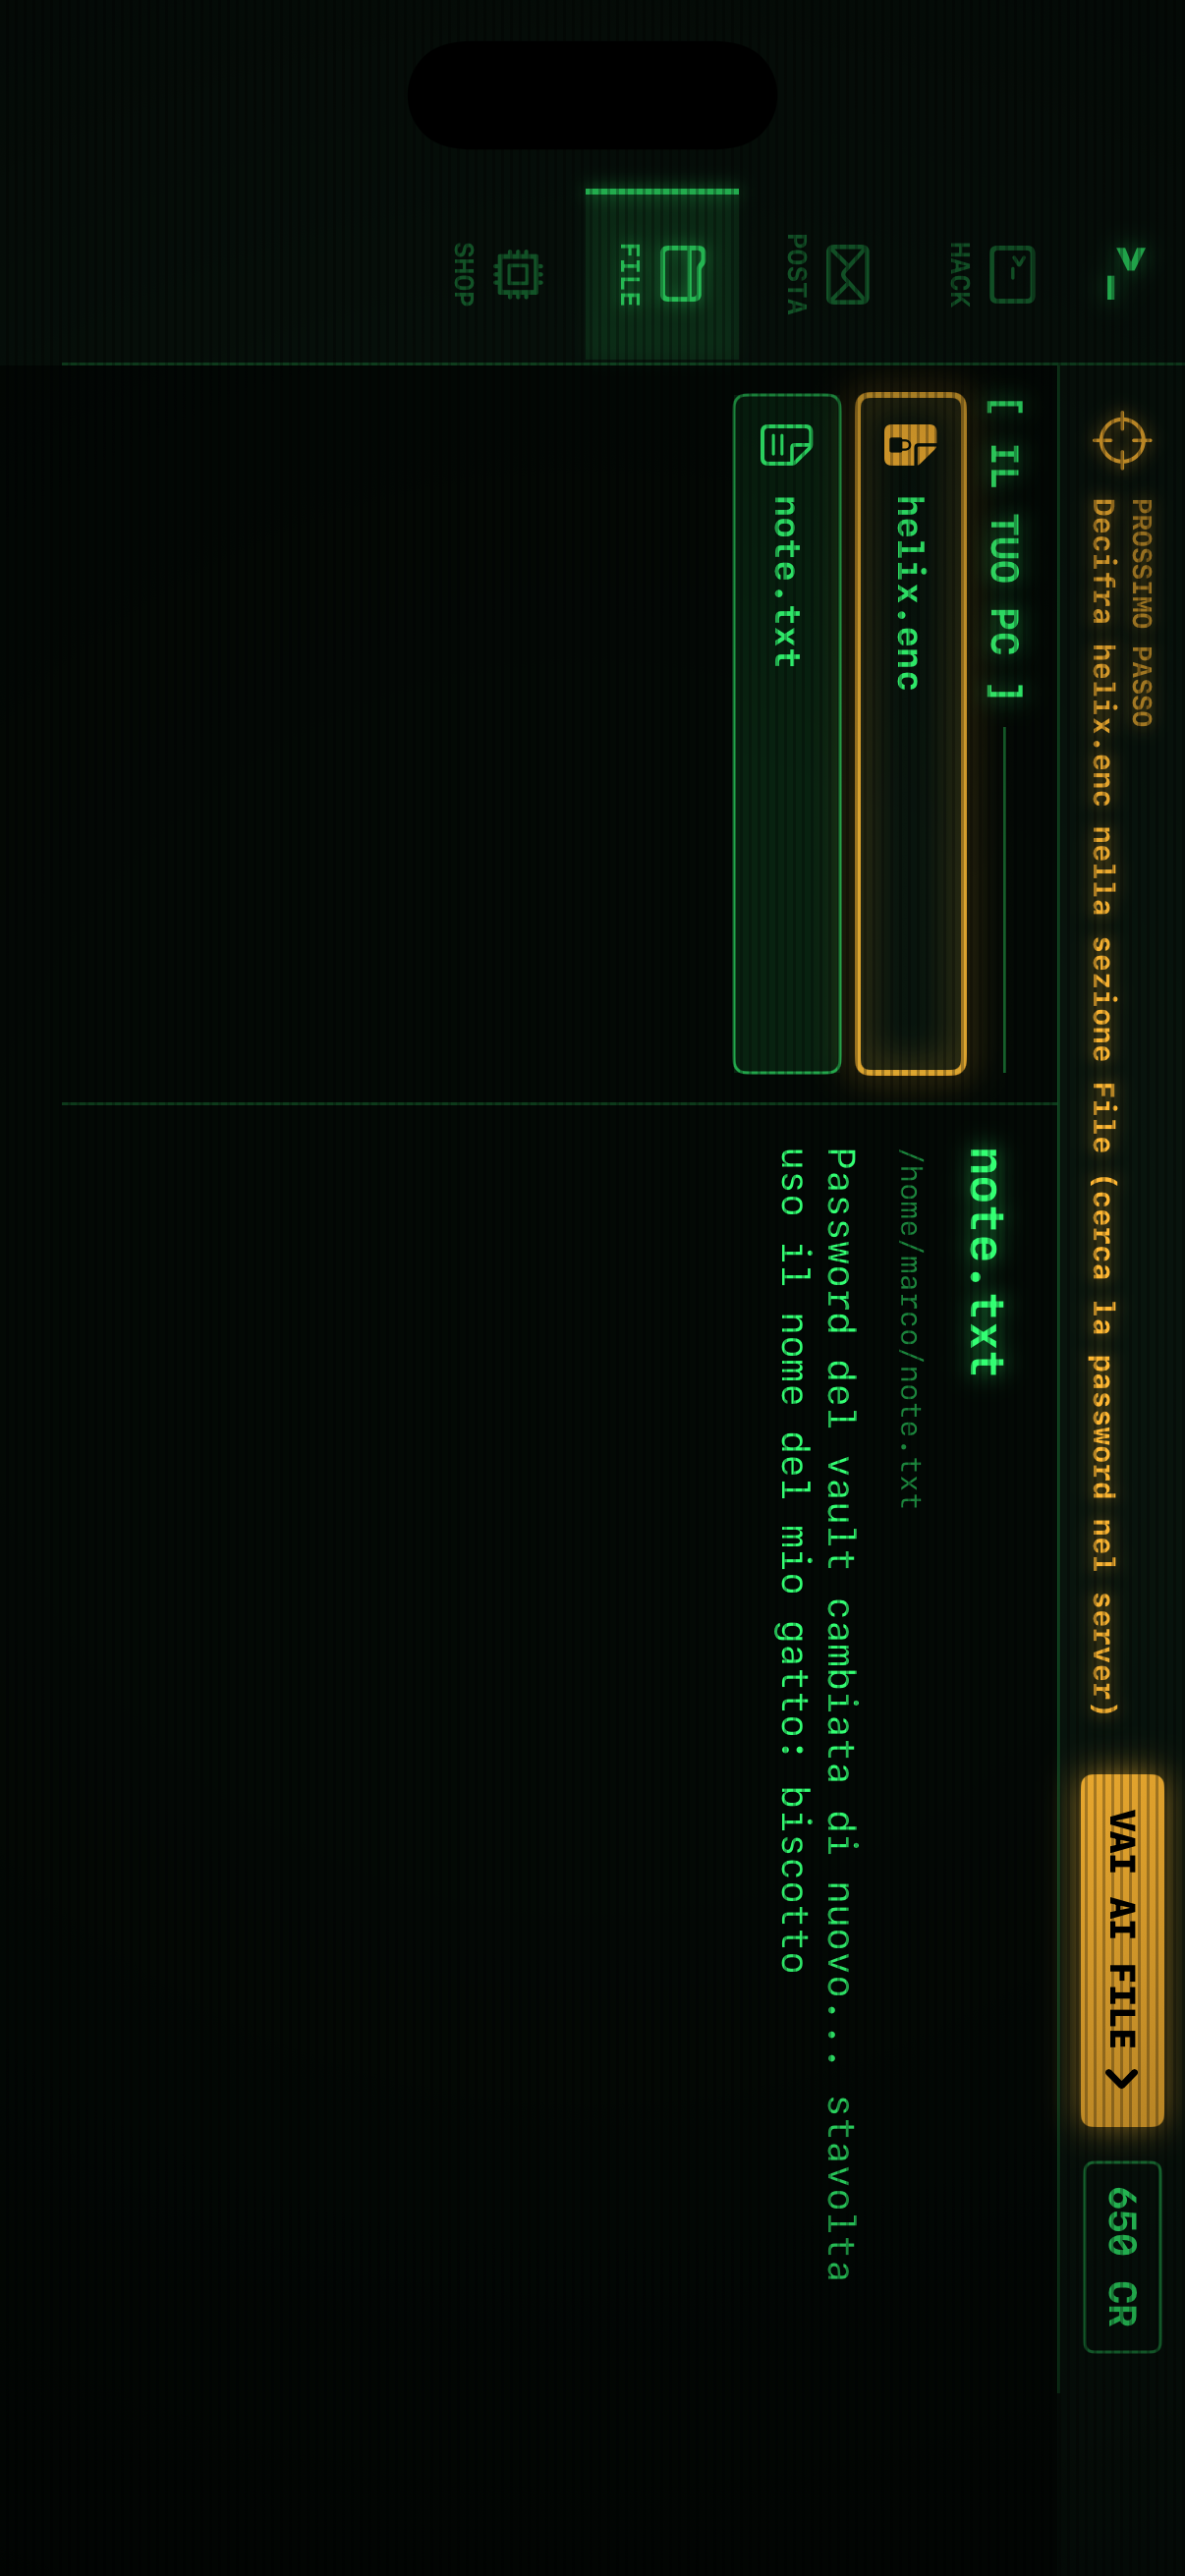 >_
PROSSIMO PASSO
Decifra helix.enc nella sezione File (cerca la password nel server)
VAI AI FILE >
650 CR
HACK
POSTA
FILE
SHOP
[ IL TUO PC ]
helix.enc
note.txt
note.txt
/home/marco/note.txt
Password del vault cambiata di nuovo... stavolta
uso il nome del mio gatto: biscotto